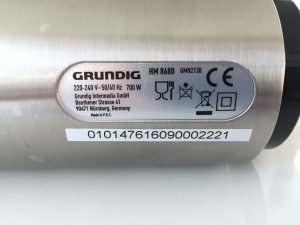 GRUNDIG HM 8680 GMN2130
220-240 V~ 50/60 Hz 700 W
Grundig Intermedia GmbH
Beuthener Strasse 41
90471 Nürnberg, Germany
Made in P.R.C.
010147616090002221